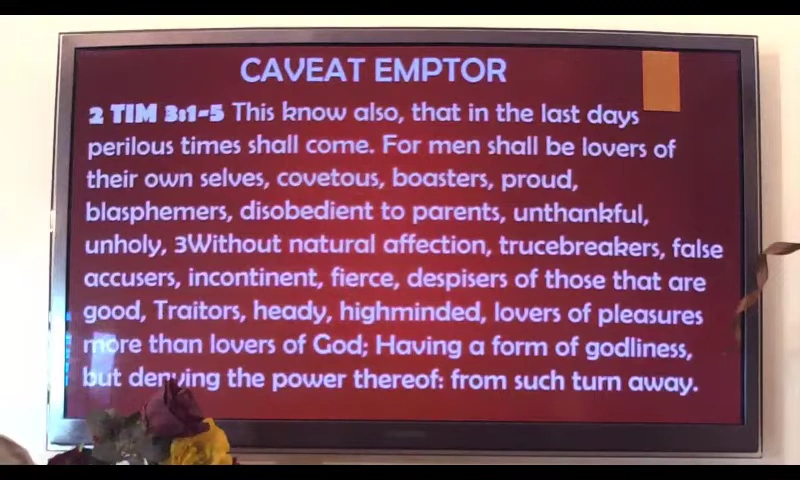 CAVEAT EMPTOR
2 TIM 3:1-5 This know also, that in the last days
perilous times shall come. For men shall be lovers of
their own selves, covetous, boasters, proud,
blasphemers, disobedient to parents, unthankful,
unholy, 3Without natural affection, trucebreakers, false
accusers, incontinent, fierce, despisers of those that are
good, Traitors, heady, highminded, lovers of pleasures
more than lovers of God; Having a form of godliness,
but denying the power thereof: from such turn away.